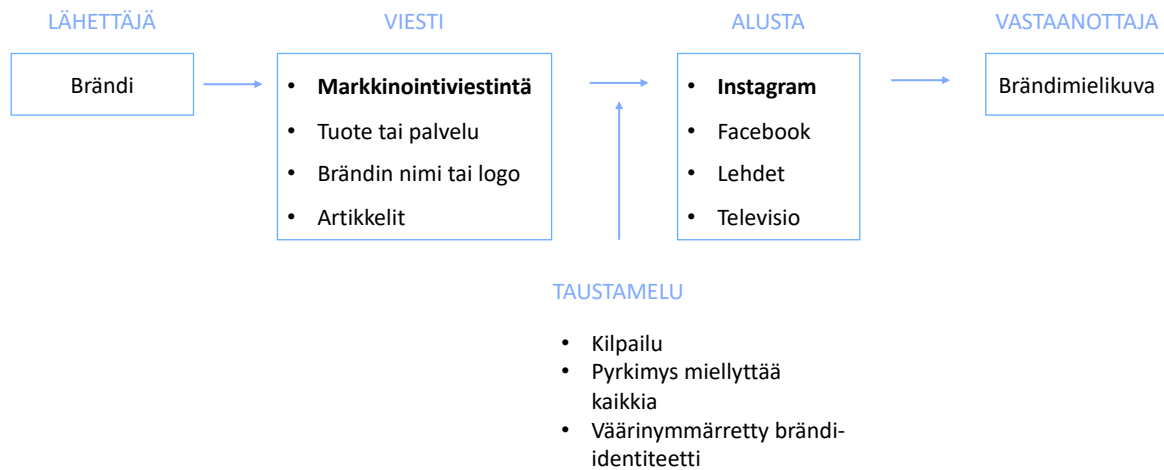 LÄHETTÄJÄ
VIESTI
ALUSTA
VASTAANOTTAJA
Brändi
• Markkinointiviestintä
• Tuote tai palvelu
• Brändin nimi tai logo
• Artikkelit
• Instagram
• Facebook
• Lehdet
• Televisio
Brändimielikuva
TAUSTAMELU
• Kilpailu
• Pyrkimys miellyttää
kaikkia
• Väärinymmärretty brändi-
identiteetti